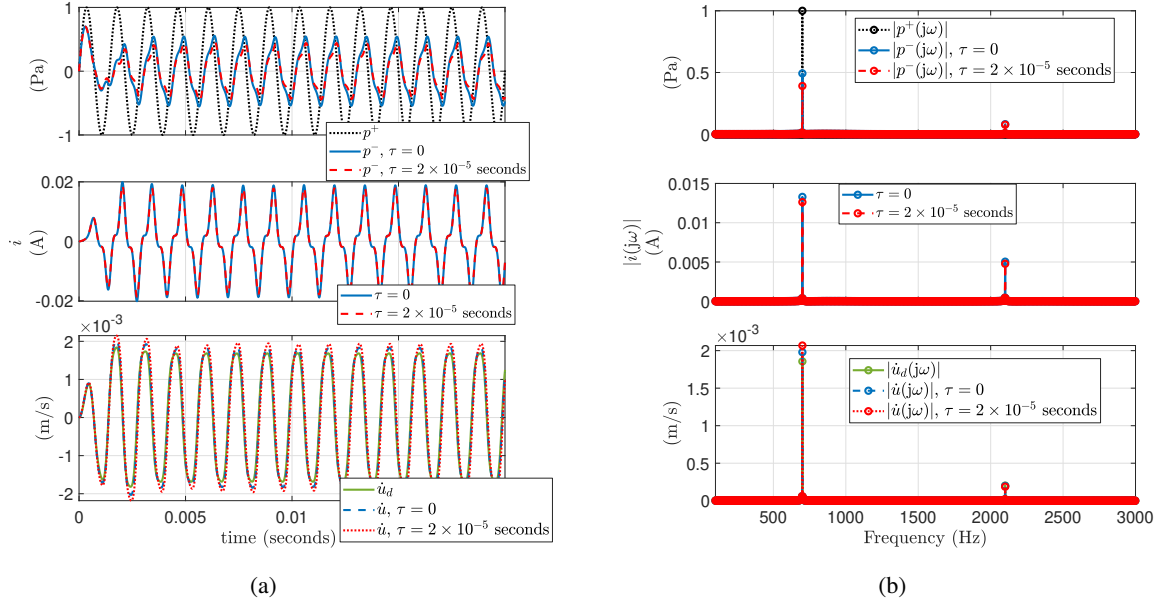 1
0
-1
(Pa)
p⁺
p⁻, τ = 0
p⁻, τ = 2 × 10⁻⁵ seconds
0.02
0
-0.02
i
(A)
τ = 0
τ = 2 × 10⁻⁵ seconds
×10⁻³
2
1
0
-1
-2
(m/s)
u̇_d
u̇, τ = 0
u̇, τ = 2 × 10⁻⁵ seconds
0
0.005
0.01
time (seconds)
(a)
1
0.5
0
(Pa)
|p⁺(jω)|
|p⁻(jω)|, τ = 0
|p⁻(jω)|, τ = 2 × 10⁻⁵ seconds
0.015
0.01
0.005
0
|i(jω)|
(A)
τ = 0
τ = 2 × 10⁻⁵ seconds
×10⁻³
2
1.5
1
0.5
0
(m/s)
|u̇_d(jω)|
|u̇(jω)|, τ = 0
|u̇(jω)|, τ = 2 × 10⁻⁵ seconds
500
1000
1500
2000
2500
3000
Frequency (Hz)
(b)